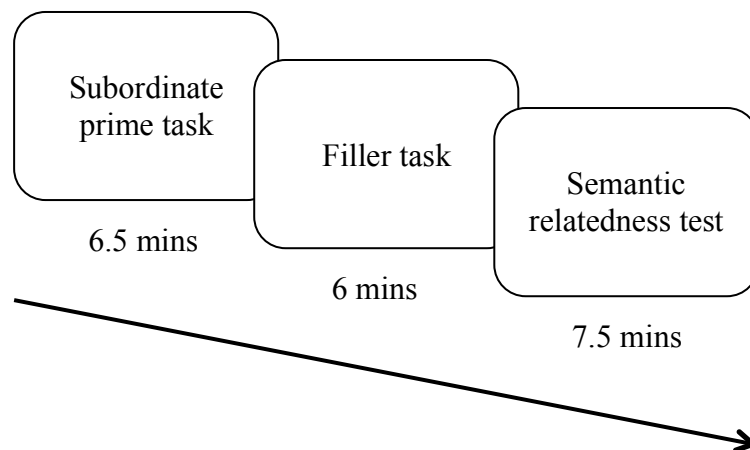 Subordinate
prime task
6.5 mins
Filler task
6 mins
Semantic
relatedness test
7.5 mins